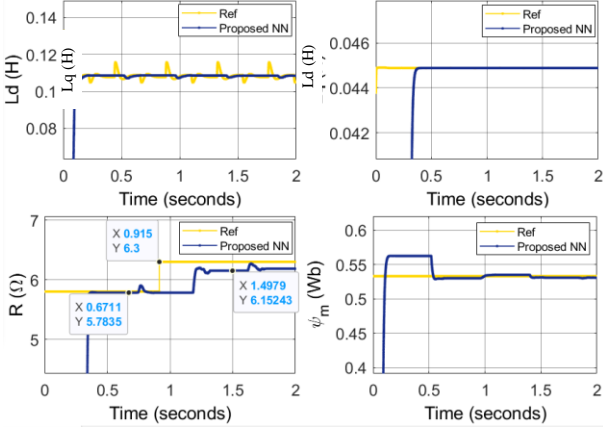 0.14
0.12
0.1
0.08
Ld (H)
Lq (H)
Ref
Proposed NN
0 0.5 1 1.5 2
Time (seconds)
0.046
0.045
0.044
0.042
Ld (H)
Ref
Proposed NN
0 0.5 1 1.5 2
Time (seconds)
7
6
5
R (Ω)
X 0.915
Y 6.3
Ref
Proposed NN
X 0.6711
Y 5.7835
X 1.4979
Y 6.15243
0 0.5 1 1.5 2
Time (seconds)
0.6
0.55
0.5
0.45
0.4
ψm (Wb)
Ref
Proposed NN
0 0.5 1 1.5 2
Time (seconds)